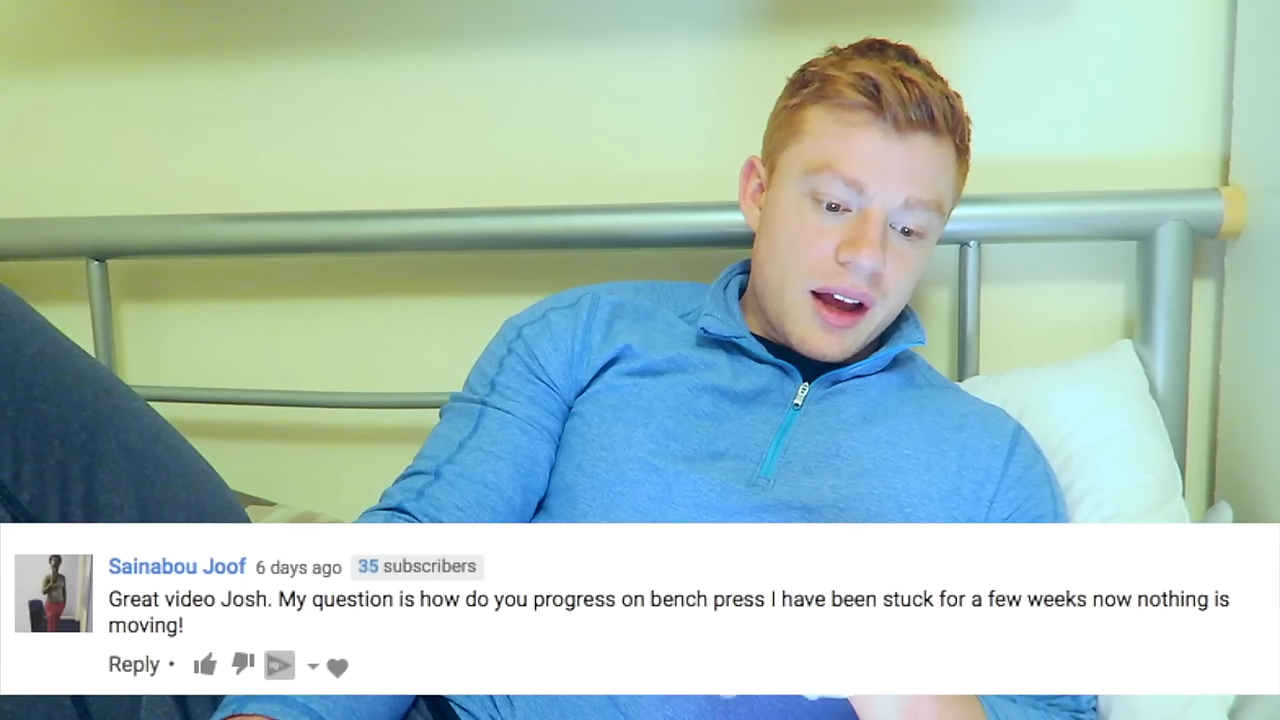 Sainabou Joof 6 days ago 35 subscribers
Great video Josh. My question is how do you progress on bench press I have been stuck for a few weeks now nothing is
moving!
Reply •